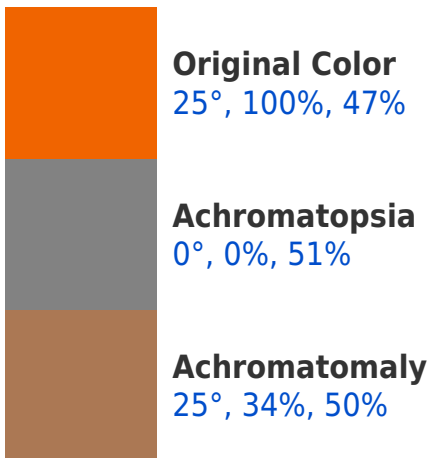 Original Color
25°, 100%, 47%
Achromatopsia
0°, 0%, 51%
Achromatomaly
25°, 34%, 50%